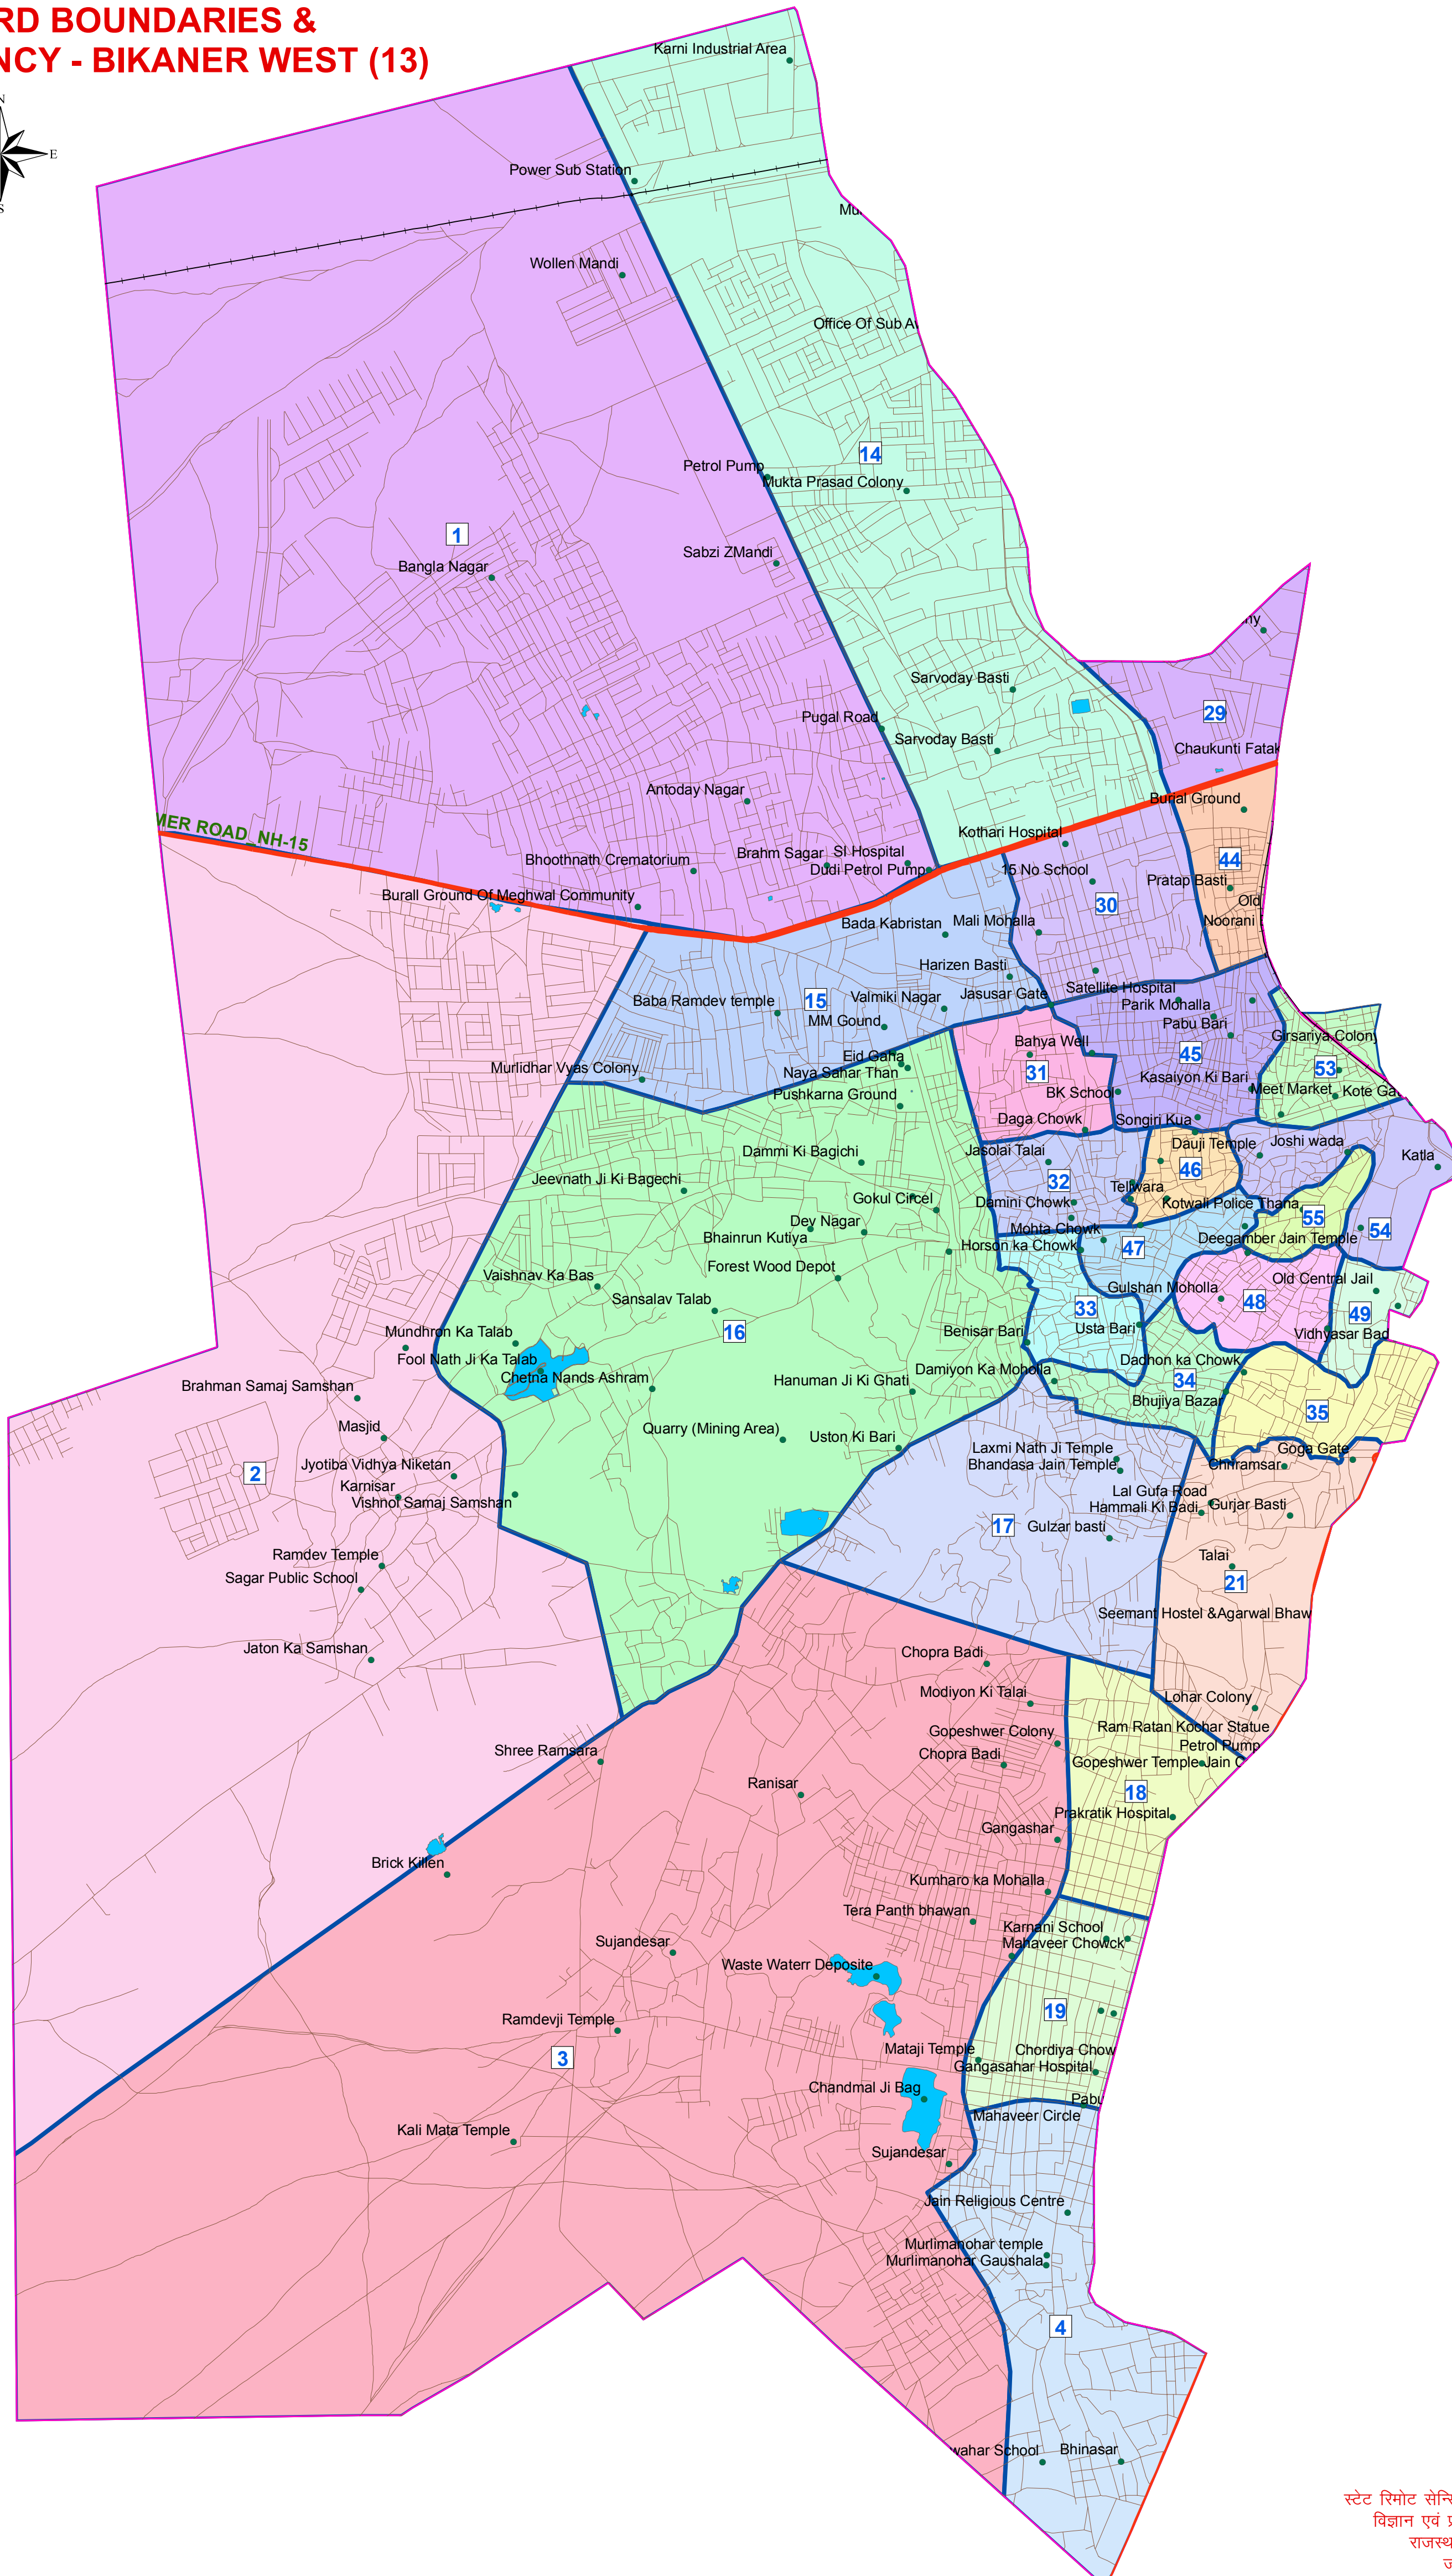 RD BOUNDARIES &
NCY - BIKANER WEST (13)
N
E
S
Karni Industrial Area
Power Sub Station
Wollen Mandi
Office Of Sub
14
Petrol Pump
Mukta Prasad Colony
1
Sabzi ZMandi
Bangla Nagar
Sarvoday Basti
29
Pugal Road
Sarvoday Basti
Chaukunti Fatak
Antoday Nagar
Burial Ground
MER ROAD_NH-15
Kothari Hospital
Brahm Sagar
SI Hospital
Bhoothnath Crematorium
44
Dudi Petrol Pump
15 No School
Pratap Basti
Burall Ground Of Meghwal Community
30
Old
Bada Kabristan
Mali Mohalla
Noorani
Harizen Basti
Satellite Hospital
Baba Ramdev temple
15
Valmiki Nagar
Jasusar Gate
Parik Mohalla
MM Gound
Pabu Bari
Girsariya Colony
Bahya Well
Eid Gaha
45
Murlidhar Vyas Colony
Naya Sahar Than
31
53
Kasaiyon Ki Bari
Pushkarna Ground
BK School
Meet Market
Kote Ga
Daga Chowk
Songiri Kua
Dauji Temple
Joshi wada
Dammi Ki Bagichi
Jasolai Talai
Katla
46
Jeevnath Ji Ki Bagechi
32
Teliwara
Gokul Circel
Damini Chowk
Kotwali Police Thana
Dey Nagar
55
Mohta Chowk
54
Bhainrun Kutiya
Horson ka Chowk
47
Deegamber Jain Temple
Forest Wood Depot
Vaishnav Ka Bas
Gulshan Moholla
Old Central Jail
Sansalav Talab
33
48
49
16
Benisar Bari
Usta Bari
Vidhyasar Bad
Mundhron Ka Talab
Fool Nath Ji Ka Talab
Dadhon ka Chowk
Chetna Nands Ashram
Hanuman Ji Ki Ghati
Damiyon Ka Moholla
34
Brahman Samaj Samshan
Bhujiya Bazar
35
Masjid
Quarry (Mining Area)
Uston Ki Bari
Laxmi Nath Ji Temple
Goga Gate
Jyotiba Vidhya Niketan
Bhandasa Jain Temple
Chhramsar
2
Karnisar
Lal Gufa Road
Vishnoi Samaj Samshan
Hammali Ki Badi
Gurjar Basti
17
Gulzar basti
Ramdev Temple
Talai
Sagar Public School
21
Seemant Hostel &Agarwal Bhaw
Jaton Ka Samshan
Chopra Badi
Modiyon Ki Talai
Lohar Colony
Gopeshwer Colony
Ram Ratan Kochar Statue
Shree Ramsara
Chopra Badi
Petrol Pump
Gopeshwer Temple
Jain C
Ranisar
18
Prakratik Hospital
Gangashar
Brick Killen
Kumharo ka Mohalla
Tera Panth bhawan
Karnani School
Sujandesar
Mahaveer Chowck
Waste Waterr Deposite
19
Ramdevji Temple
Mataji Temple
Chordiya Chow
3
Gangasahar Hospital
Chandmal Ji Bag
Pabu
Mahaveer Circle
Kali Mata Temple
Sujandesar
Jain Religious Centre
Murlimanohar temple
Murlimanohar Gaushala
4
wahar School
Bhinasar
स्टेट रिमोट सेन्सि
विज्ञान एवं प्र
राजस्थ